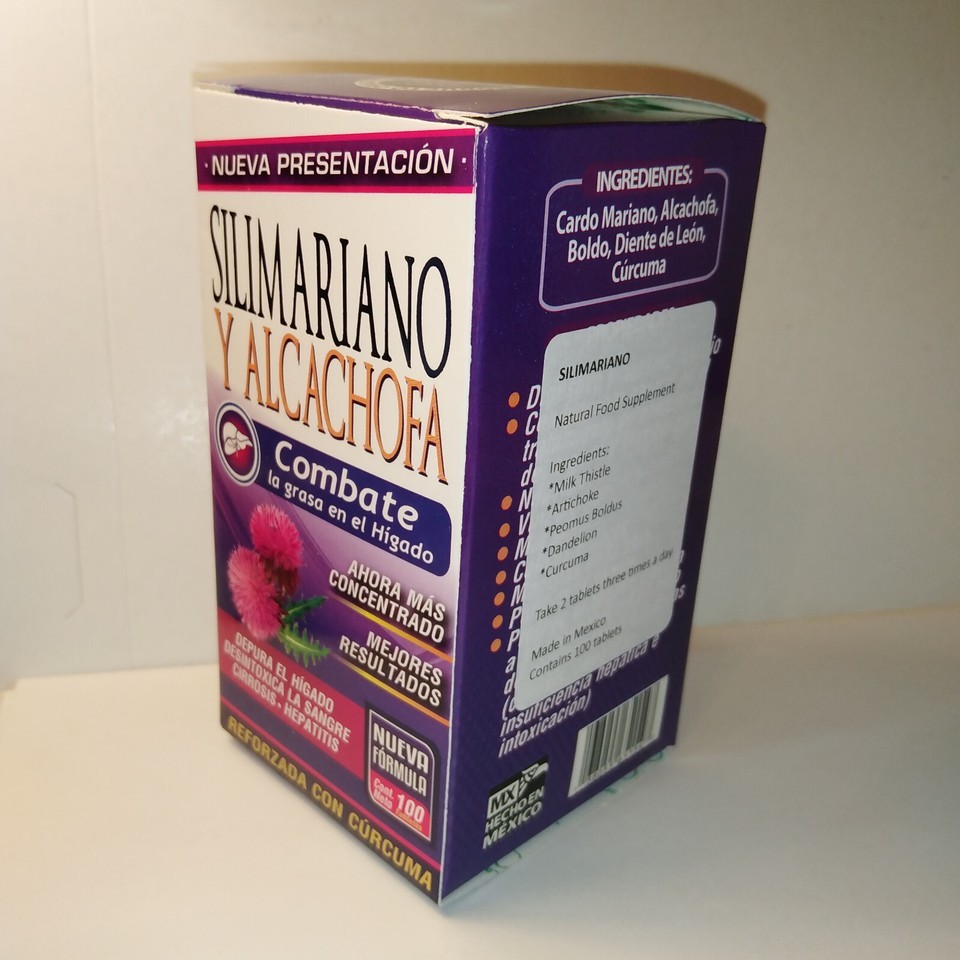 · NUEVA PRESENTACIÓN ·
SILIMARIANO
Y ALCACHOFA
Combate
la grasa en el Hígado
AHORA MÁS
CONCENTRADO
MEJORES
RESULTADOS
DEPURA EL HÍGADO
DESINTOXICA LA SANGRE
CIRROSIS · HEPATITIS
NUEVA
FÓRMULA
Cont.
Neto 100
REFORZADA CON CÚRCUMA
INGREDIENTES:
Cardo Mariano, Alcachofa,
Boldo, Diente de León,
Cúrcuma
SILIMARIANO
Natural Food Supplement
Ingredients:
*Milk Thistle
*Artichoke
*Peomus Boldus
*Dandelion
*Curcuma
Take 2 tablets three times a day
Made in Mexico
Contains 100 tablets
insuficiencia hepática e
intoxicación)
MX
HECHO EN
MÉXICO